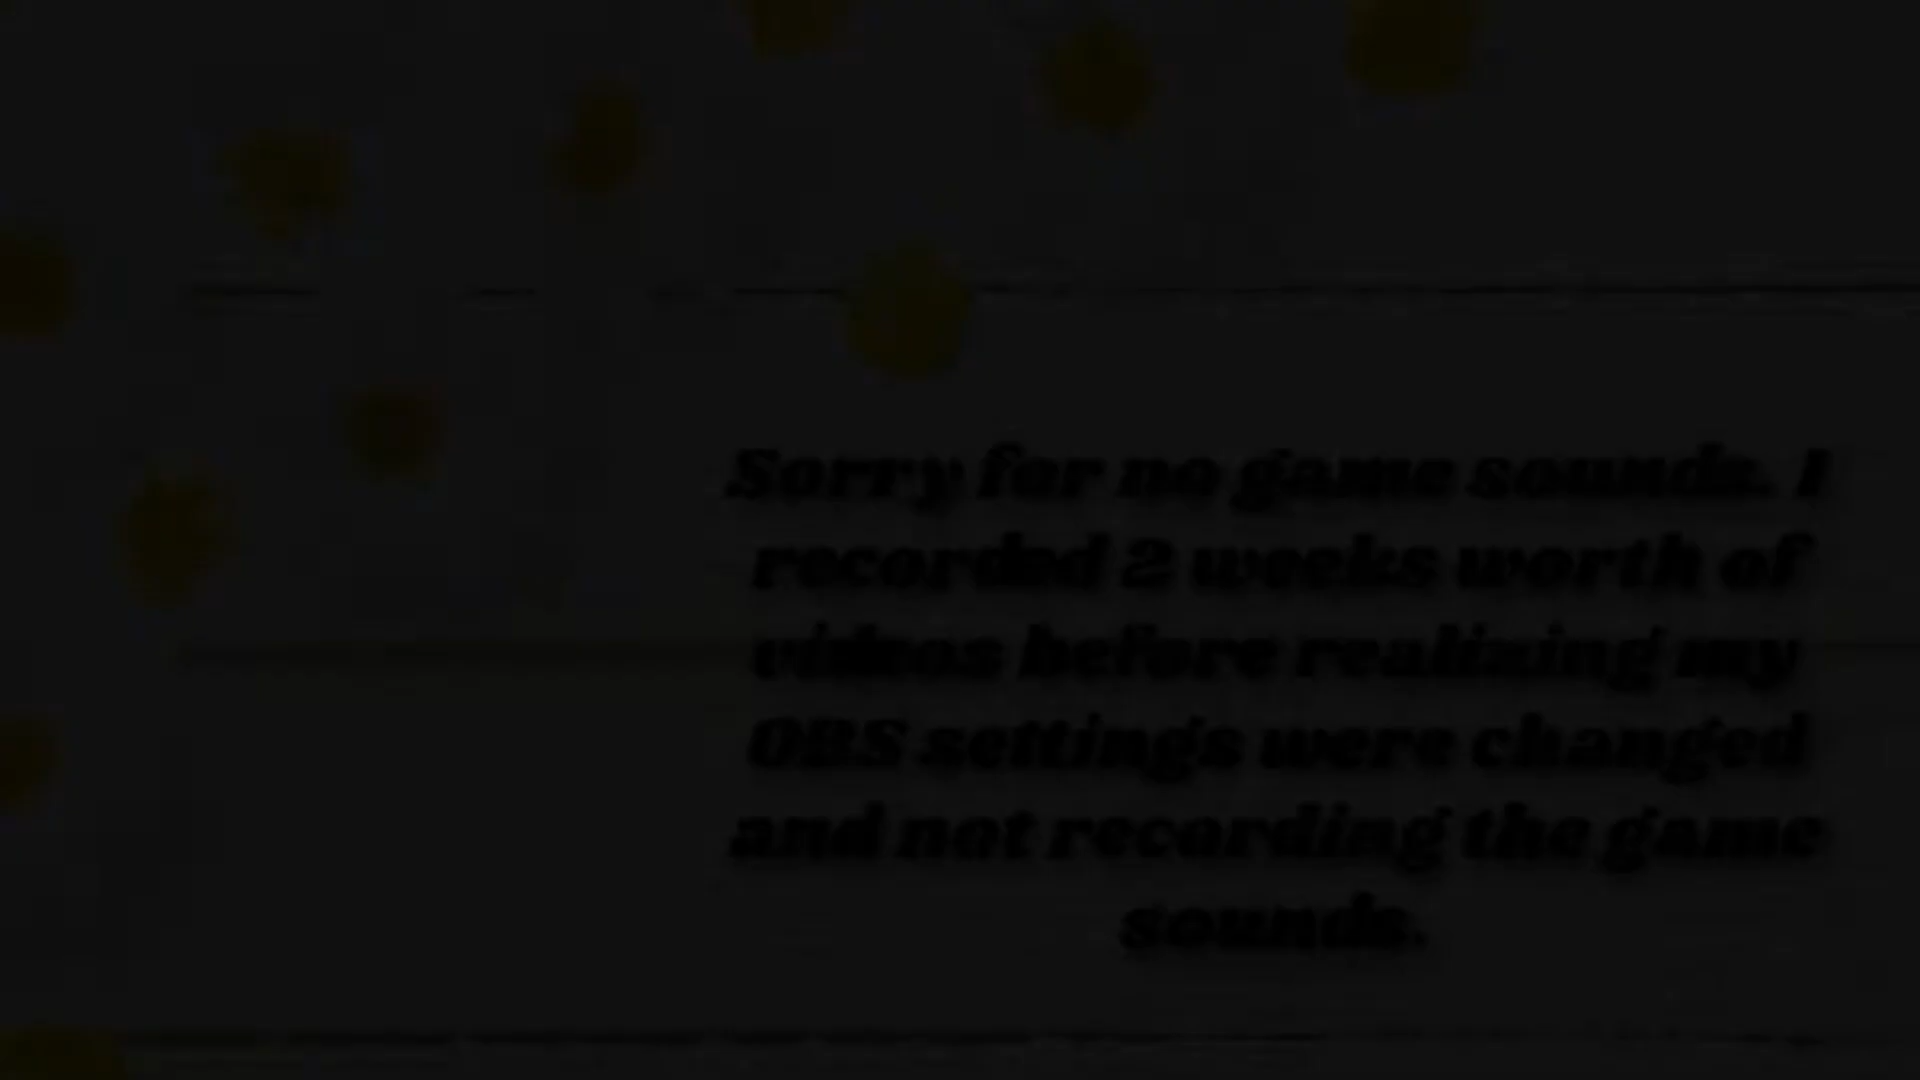 Sorry for no game sounds. I
recorded 2 weeks worth of
videos before realizing my
OBS settings were changed
and not recording the game
sounds.